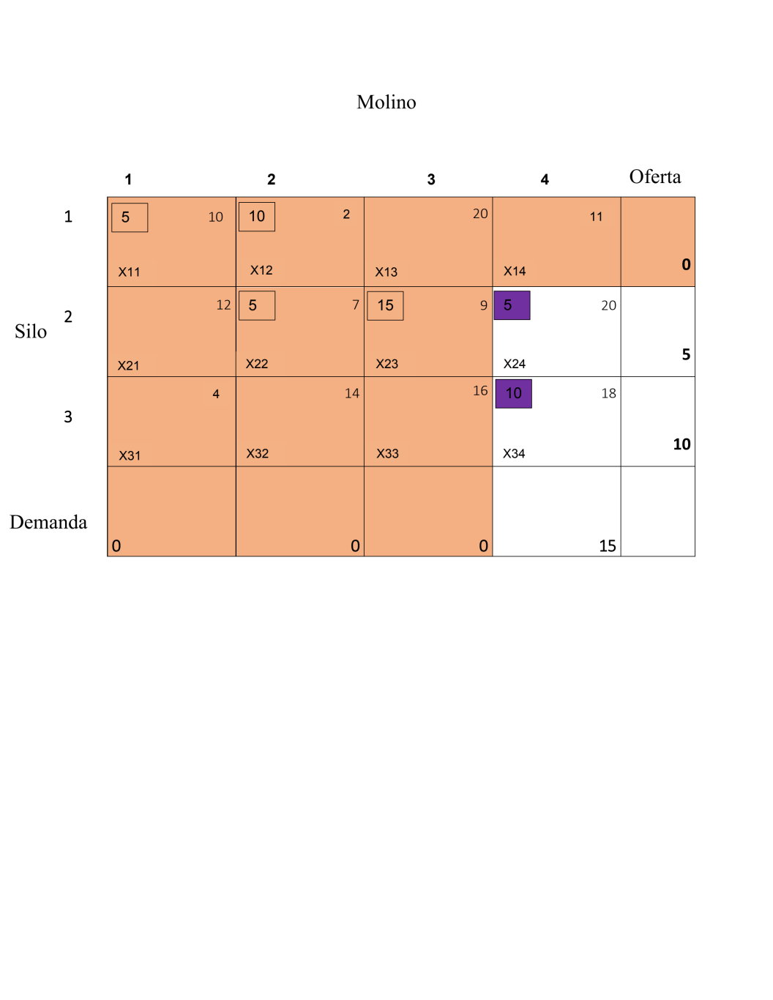 Molino
1 2 3 4 Oferta
1 5 10 10 2 20 11
X11 X12 X13 X14 0
2 12 5 7 15 9 5 20
Silo
X21 X22 X23 X24 5
3 4 14 16 10 18
X31 X32 X33 X34 10
Demanda
0 0 0 15